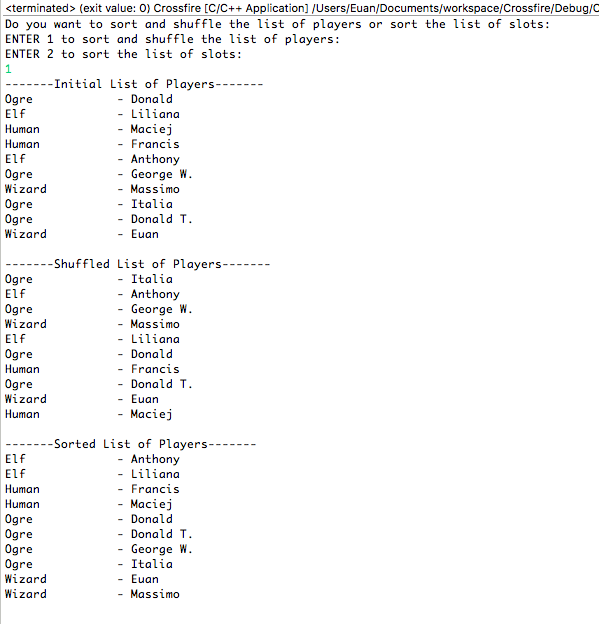 <terminated> (exit value: 0) Crossfire [C/C++ Application] /Users/Euan/Documents/workspace/Crossfire/Debug/C
Do you want to sort and shuffle the list of players or sort the list of slots:
ENTER 1 to sort and shuffle the list of players:
ENTER 2 to sort the list of slots:
1
-------Initial List of Players-------
Ogre            - Donald
Elf             - Liliana
Human           - Maciej
Human           - Francis
Elf             - Anthony
Ogre            - George W.
Wizard          - Massimo
Ogre            - Italia
Ogre            - Donald T.
Wizard          - Euan

-------Shuffled List of Players-------
Ogre            - Italia
Elf             - Anthony
Ogre            - George W.
Wizard          - Massimo
Elf             - Liliana
Ogre            - Donald
Human           - Francis
Ogre            - Donald T.
Wizard          - Euan
Human           - Maciej

-------Sorted List of Players-------
Elf             - Anthony
Elf             - Liliana
Human           - Francis
Human           - Maciej
Ogre            - Donald
Ogre            - Donald T.
Ogre            - George W.
Ogre            - Italia
Wizard          - Euan
Wizard          - Massimo